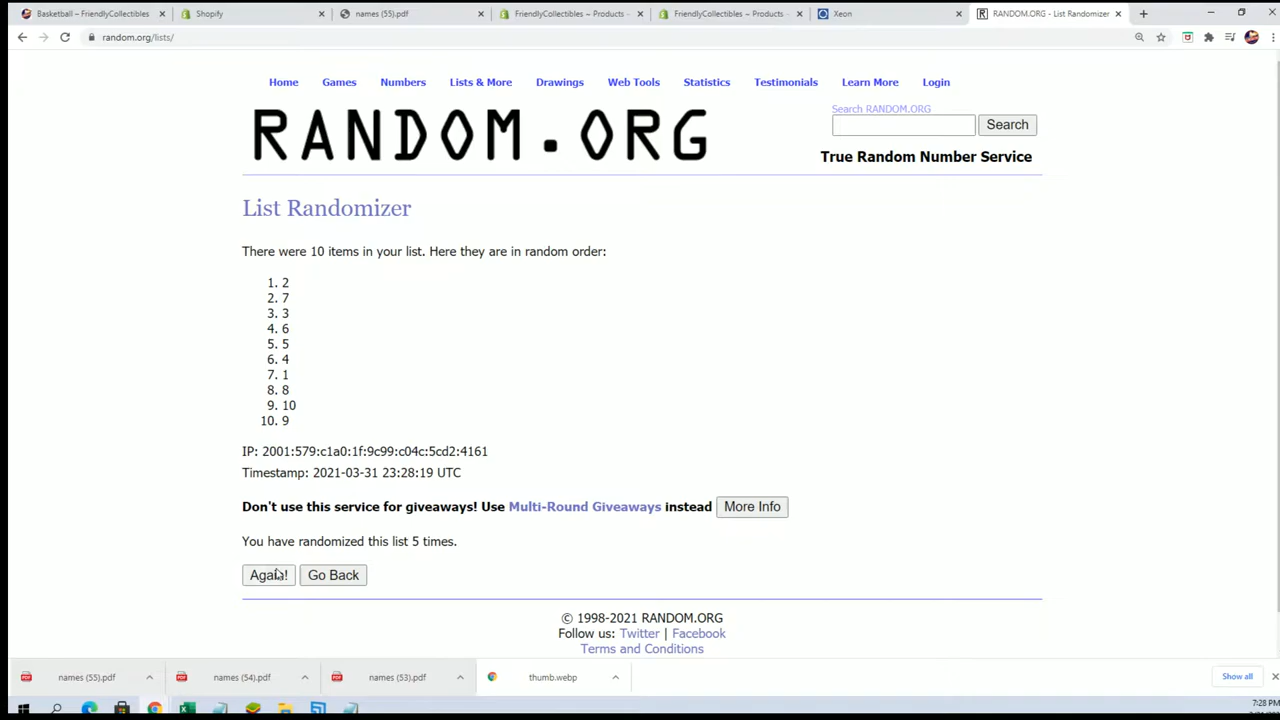 Basketball – FriendlyCollectibles
Shopify
names (55).pdf
FriendlyCollectibles ~ Products ·
FriendlyCollectibles ~ Products ·
Xeon
RANDOM.ORG - List Randomizer
random.org/lists/
Home Games Numbers Lists & More Drawings Web Tools Statistics Testimonials Learn More Login
RANDOM.ORG
Search RANDOM.ORG
Search
True Random Number Service
List Randomizer
There were 10 items in your list. Here they are in random order:
1. 2
2. 7
3. 3
4. 6
5. 5
6. 4
7. 1
8. 8
9. 10
10. 9
IP: 2001:579:c1a0:1f:9c99:c04c:5cd2:4161
Timestamp: 2021-03-31 23:28:19 UTC
Don't use this service for giveaways! Use Multi-Round Giveaways instead More Info
You have randomized this list 5 times.
Again! Go Back
© 1998-2021 RANDOM.ORG
Follow us: Twitter | Facebook
Terms and Conditions
names (55).pdf
names (54).pdf
names (53).pdf
thumb.webp
Show all
7:28 PM